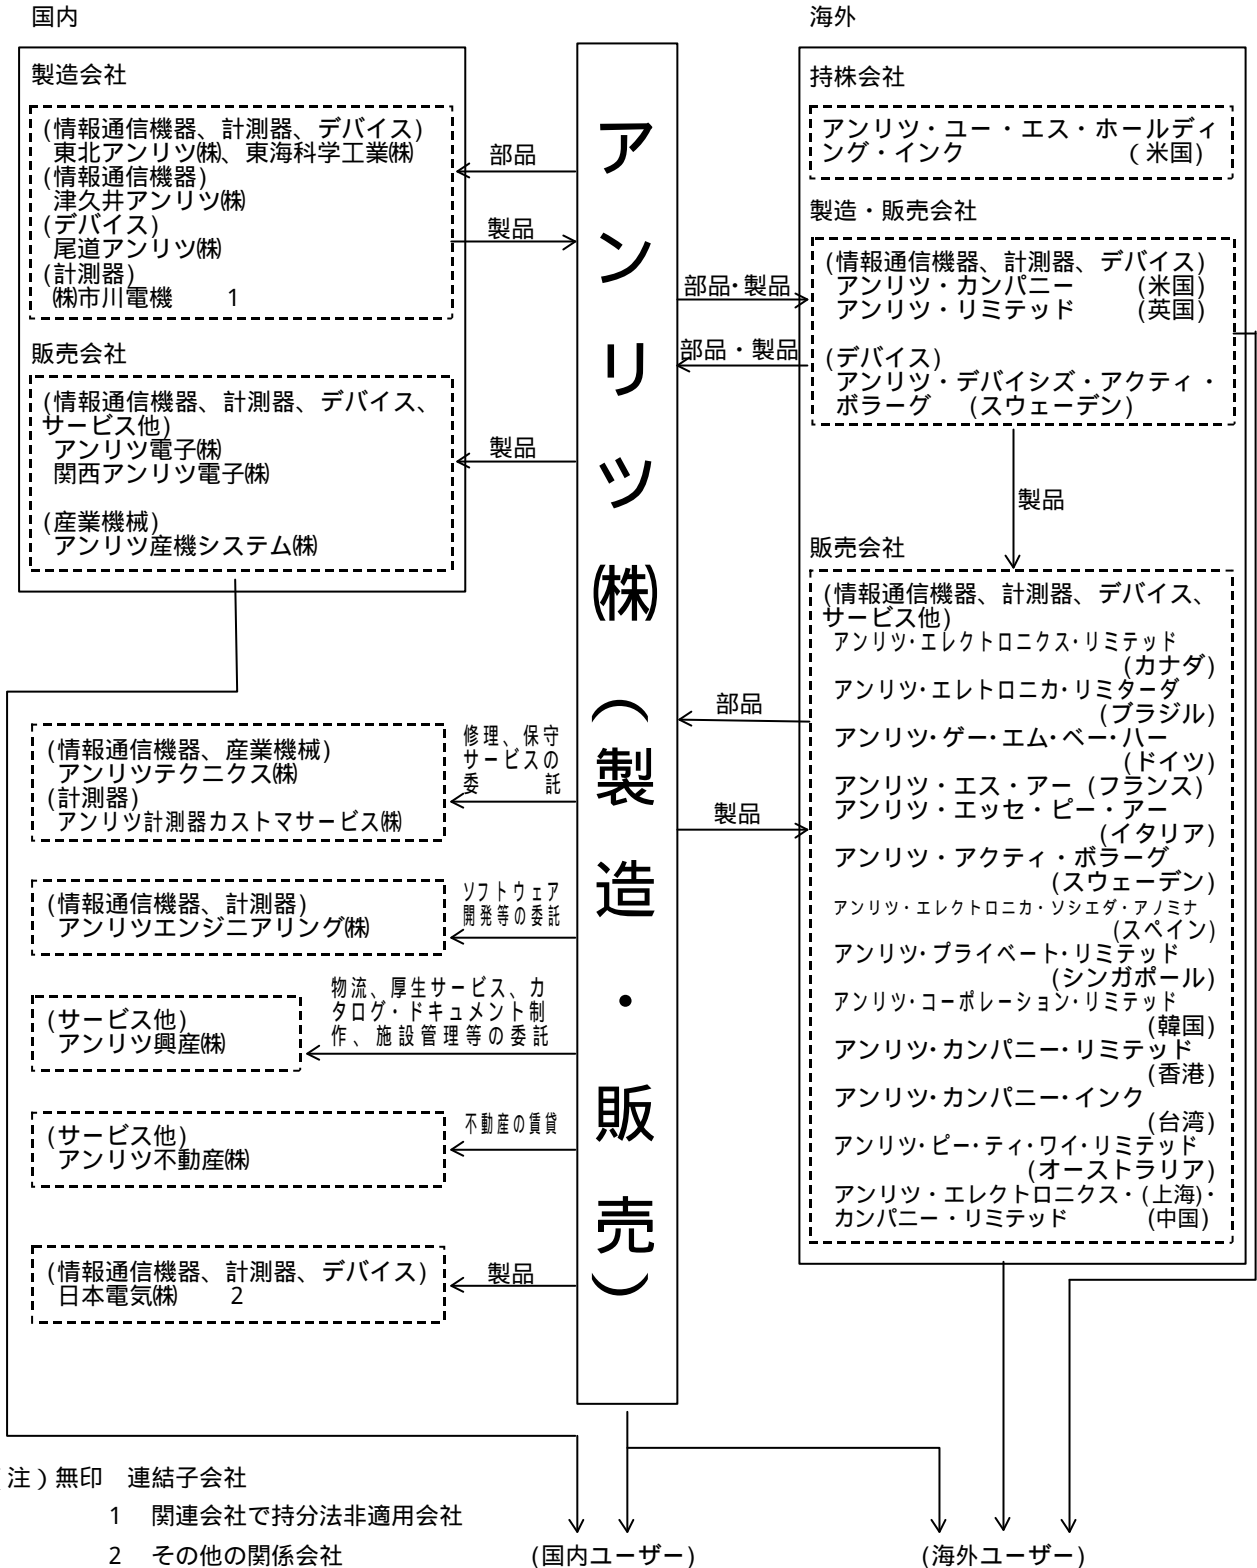 国内
製造会社
(情報通信機器、計測器、デバイス)
東北アンリツ㈱、東海科学工業㈱
(情報通信機器)
津久井アンリツ㈱
(デバイス)
尾道アンリツ㈱
(計測器)
㈱市川電機 1
販売会社
(情報通信機器、計測器、デバイス、
サービス他)
アンリツ電子㈱
関西アンリツ電子㈱
(産業機械)
アンリツ産機システム㈱
(情報通信機器、産業機械)
アンリツテクニクス㈱
(計測器)
アンリツ計測器カストマサービス㈱
(情報通信機器、計測器)
アンリツエンジニアリング㈱
(サービス他)
アンリツ興産㈱
(サービス他)
アンリツ不動産㈱
(情報通信機器、計測器、デバイス)
日本電気㈱ 2
部品
製品
製品
修理、保守
サービスの
委託
ソフトウェア
開発等の委託
物流、厚生サービス、カ
タログ・ドキュメント制
作、施設管理等の委託
不動産の賃貸
製品
アンリツ㈱(製造・販売)
部品・製品
部品・製品
部品
製品
海外
持株会社
アンリツ・ユー・エス・ホールディ
ング・インク (米国)
製造・販売会社
(情報通信機器、計測器、デバイス)
アンリツ・カンパニー (米国)
アンリツ・リミテッド (英国)
(デバイス)
アンリツ・デバイシズ・アクティ・
ボラーグ (スウェーデン)
製品
販売会社
(情報通信機器、計測器、デバイス、
サービス他)
アンリツ・エレクトロニクス・リミテッド
(カナダ)
アンリツ・エレトロニカ・リミターダ
(ブラジル)
アンリツ・ゲー・エム・ベー・ハー
(ドイツ)
アンリツ・エス・アー (フランス)
アンリツ・エッセ・ピー・アー
(イタリア)
アンリツ・アクティ・ボラーグ
(スウェーデン)
アンリツ・エレクトロニカ・ソシエダ・アノミナ
(スペイン)
アンリツ・プライベート・リミテッド
(シンガポール)
アンリツ・コーポレーション・リミテッド
(韓国)
アンリツ・カンパニー・リミテッド
(香港)
アンリツ・カンパニー・インク
(台湾)
アンリツ・ピー・ティ・ワイ・リミテッド
(オーストラリア)
アンリツ・エレクトロニクス・(上海)・
カンパニー・リミテッド (中国)
注)無印 連結子会社
1 関連会社で持分法非適用会社
2 その他の関係会社
(国内ユーザー)
(海外ユーザー)